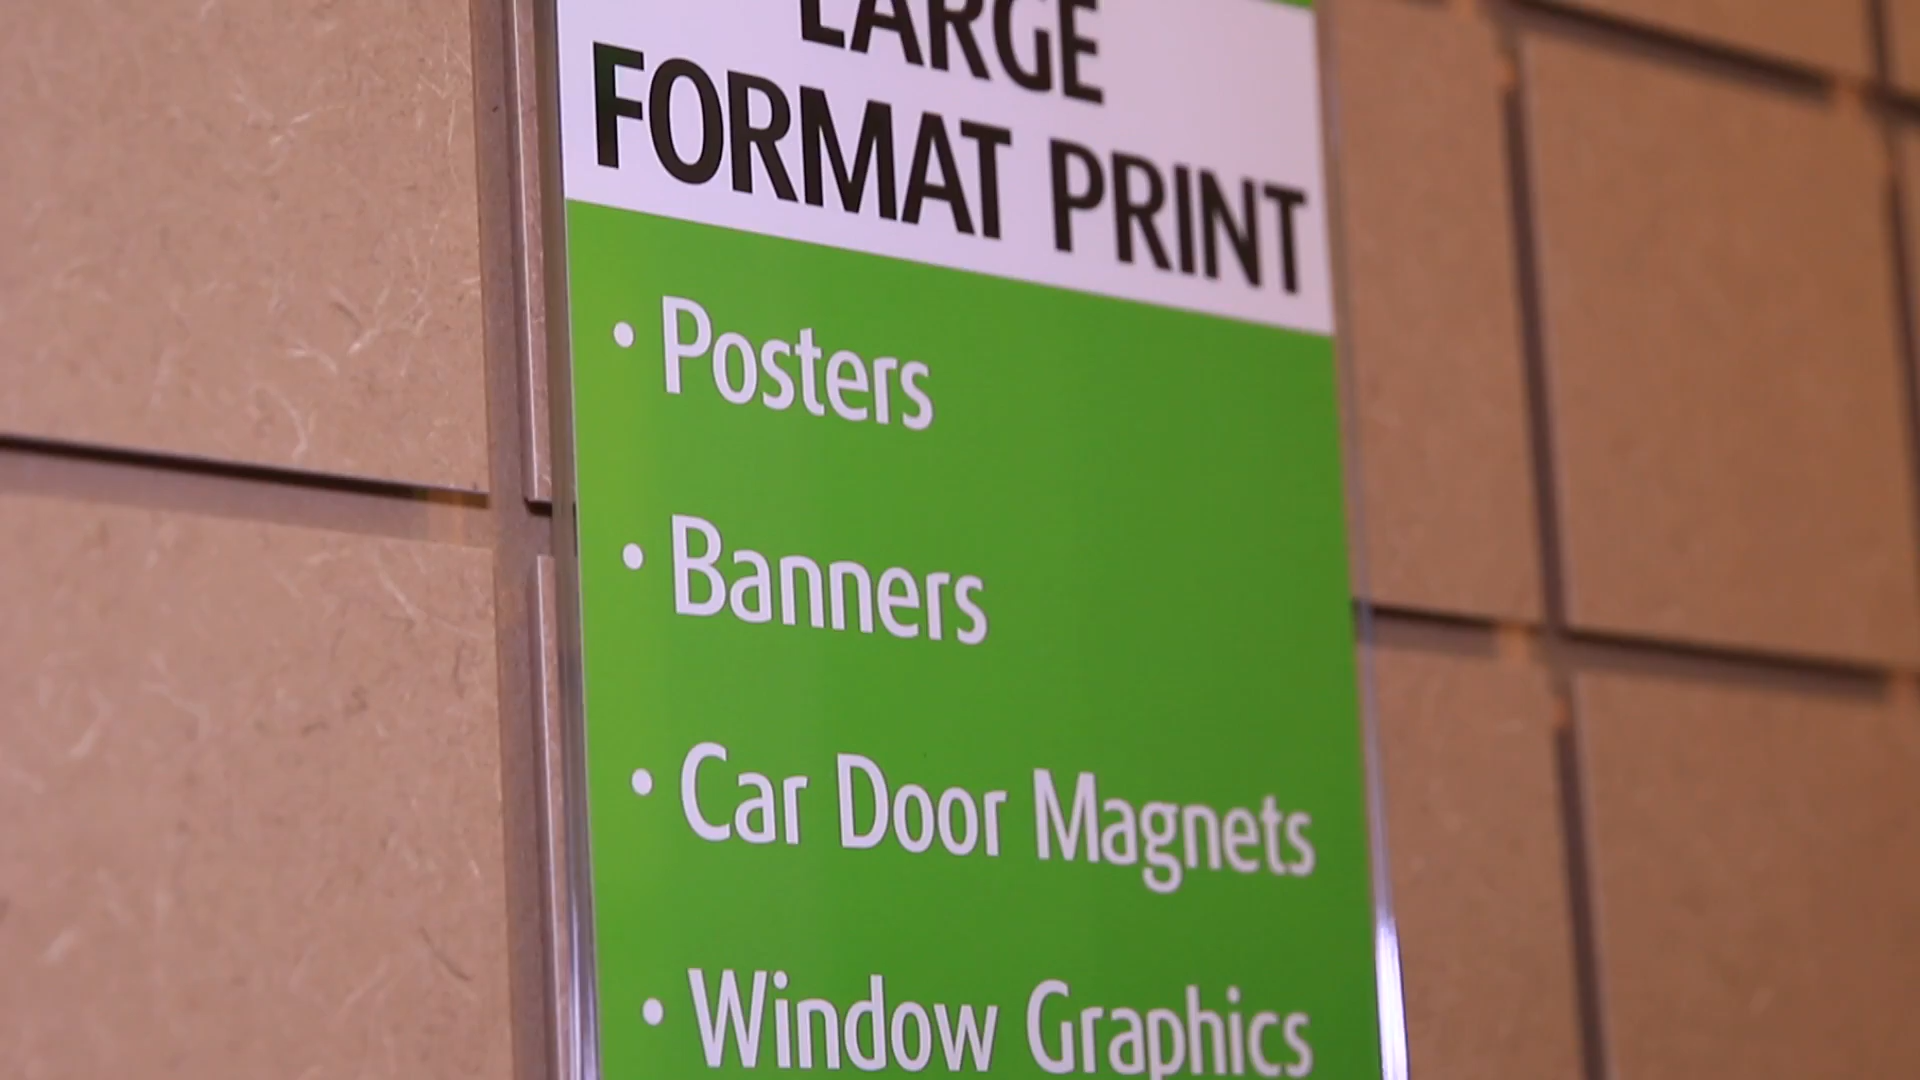 LARGE
FORMAT PRINT
• Posters
• Banners
• Car Door Magnets
• Window Graphics